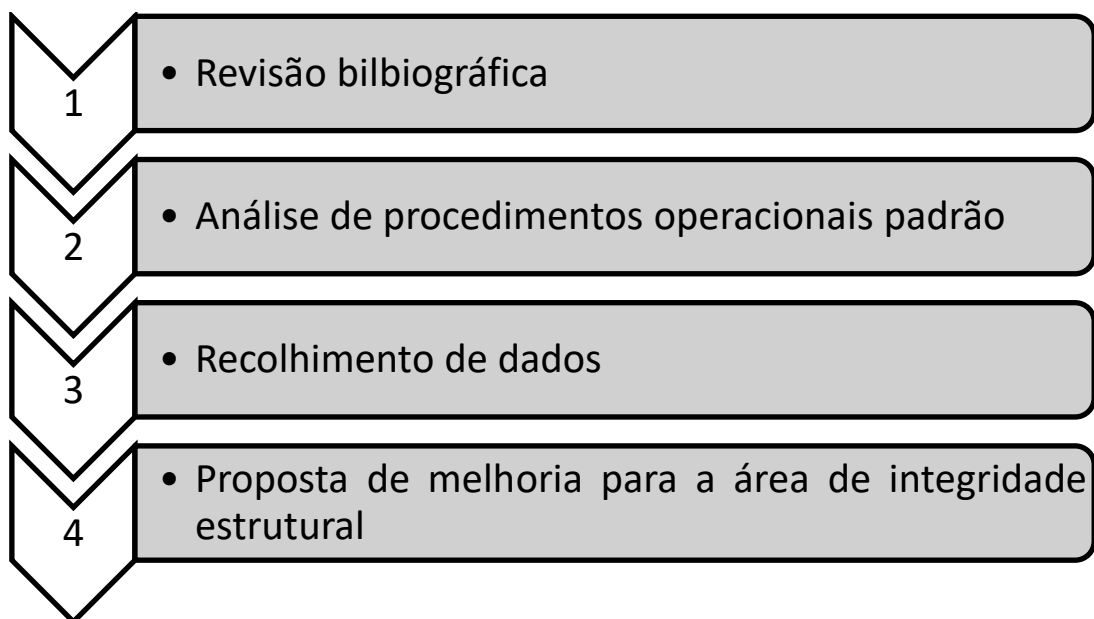 1
• Revisão bilbiográfica
2
• Análise de procedimentos operacionais padrão
3
• Recolhimento de dados
4
• Proposta de melhoria para a área de integridade
estrutural